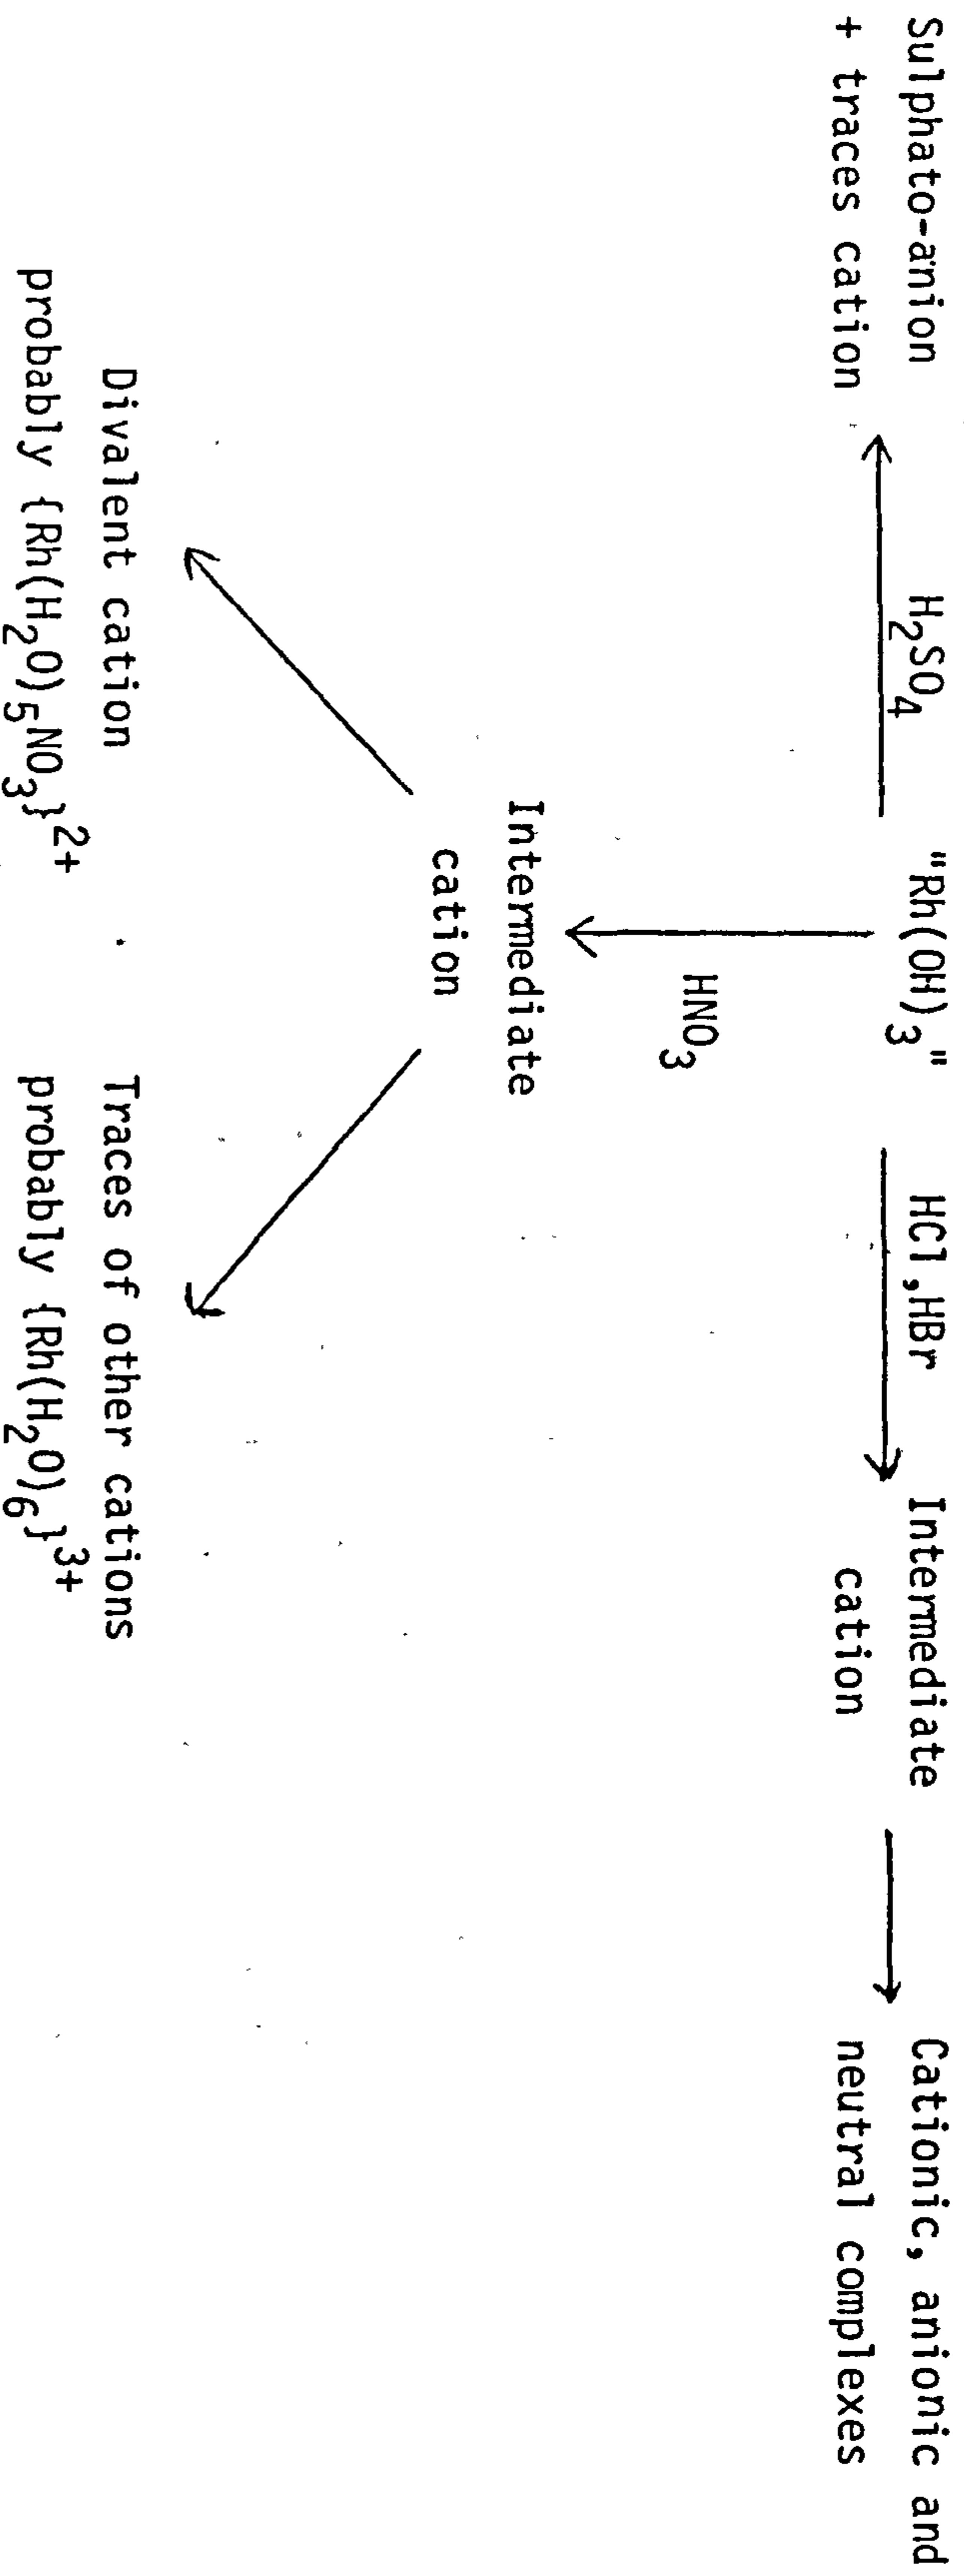 Sulphato-anion
+ traces cation
H₂SO₄
"Rh(OH)₃"
HCl,HBr
Intermediate
cation
Cationic, anionic and
neutral complexes
HNO₃
Intermediate
cation
Divalent cation
probably {Rh(H₂O)₅NO₃}²⁺
Traces of other cations
probably {Rh(H₂O)₆}³⁺